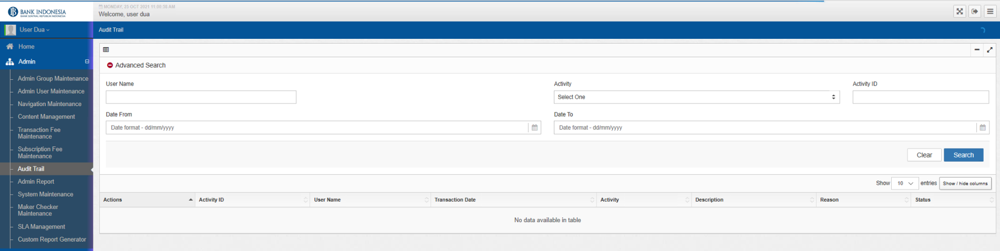 BANK INDONESIA
BANK SENTRAL REPUBLIK INDONESIA
MONDAY, 25 OCT 2021 11:00:58 AM
Welcome, user dua
User Dua
Audit Trail
Home
Admin
Admin Group Maintenance
Admin User Maintenance
Navigation Maintenance
Content Management
Transaction Fee
Maintenance
Subscription Fee
Maintenance
Audit Trail
Admin Report
System Maintenance
Maker Checker
Maintenance
SLA Management
Custom Report Generator
Advanced Search
User Name Activity Activity ID
Select One
Date From Date To
Date format - dd/mm/yyyy Date format - dd/mm/yyyy
Clear Search
Show 10 entries Show / hide columns
Actions Activity ID User Name Transaction Date Activity Description Reason Status
No data available in table